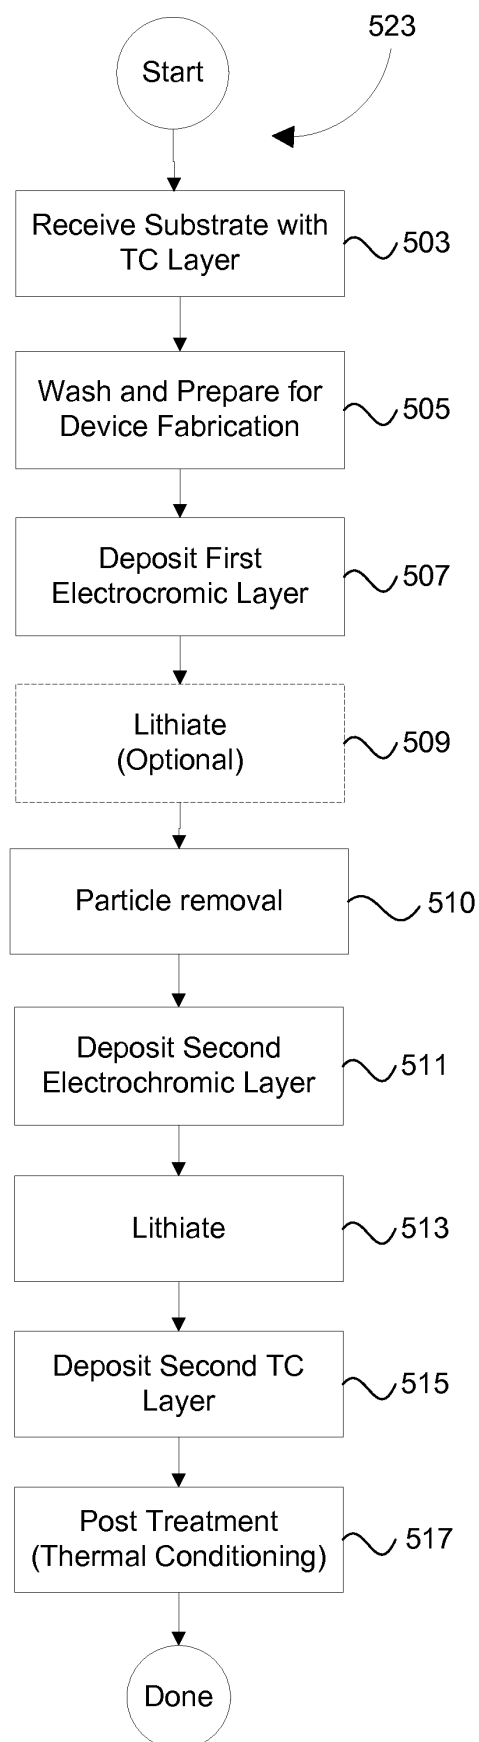 523
Start
Receive Substrate with
TC Layer
503
Wash and Prepare for
Device Fabrication
505
Deposit First
Electrocromic Layer
507
Lithiate
(Optional)
509
Particle removal
510
Deposit Second
Electrochromic Layer
511
Lithiate
513
Deposit Second TC
Layer
515
Post Treatment
(Thermal Conditioning)
517
Done